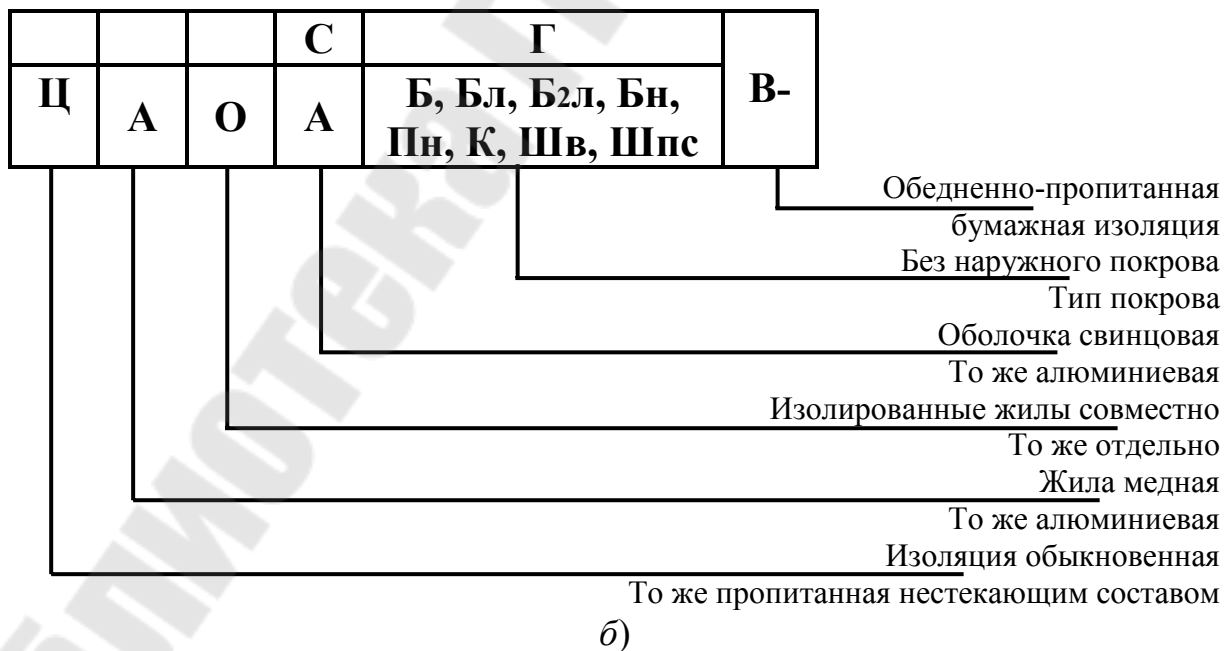 С Г
Ц А О А Б, Бл, Б2л, Бн, В-
Пн, К, Шв, Шпс
Обедненно-пропитанная
бумажная изоляция
Без наружного покрова
Тип покрова
Оболочка свинцовая
То же алюминиевая
Изолированные жилы совместно
То же отдельно
Жила медная
То же алюминиевая
Изоляция обыкновенная
То же пропитанная нестекающим составом
б)